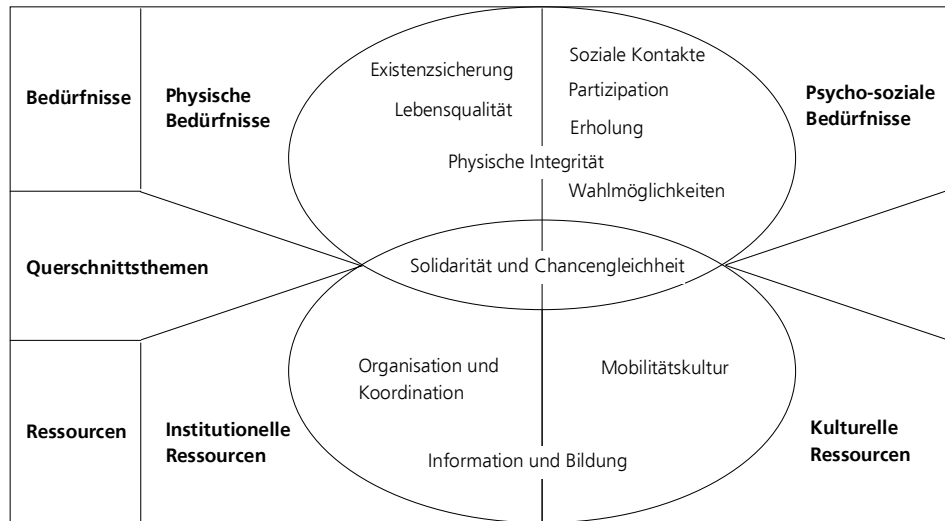 Bedürfnisse
Physische
Bedürfnisse
Existenzsicherung
Lebensqualität
Soziale Kontakte
Partizipation
Erholung
Physische Integrität
Wahlmöglichkeiten
Psycho-soziale
Bedürfnisse
Querschnittsthemen
Solidarität und Chancengleichheit
Ressourcen
Institutionelle
Ressourcen
Organisation und
Koordination
Mobilitätskultur
Information und Bildung
Kulturelle
Ressourcen